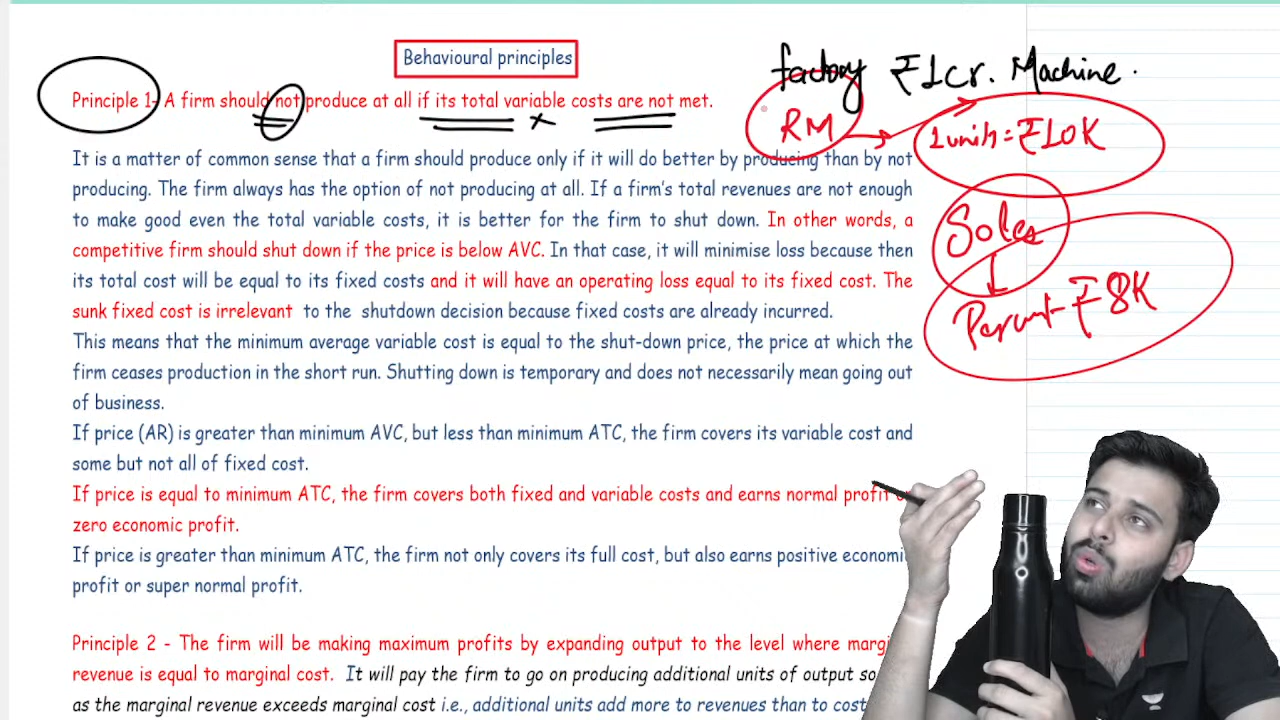 Behavioural principles
factory ₹1cr. Machine.
Principle 1- A firm should not produce at all if its total variable costs are not met.
RM
1 unit = ₹10K
It is a matter of common sense that a firm should produce only if it will do better by producing than by not
producing. The firm always has the option of not producing at all. If a firm's total revenues are not enough
to make good even the total variable costs, it is better for the firm to shut down. In other words, a
Sales
competitive firm should shut down if the price is below AVC. In that case, it will minimise loss because then
its total cost will be equal to its fixed costs and it will have an operating loss equal to its fixed cost. The
₹8K
sunk fixed cost is irrelevant to the shutdown decision because fixed costs are already incurred.
This means that the minimum average variable cost is equal to the shut-down price, the price at which the
firm ceases production in the short run. Shutting down is temporary and does not necessarily mean going out
of business.
If price (AR) is greater than minimum AVC, but less than minimum ATC, the firm covers its variable cost and
some but not all of fixed cost.
If price is equal to minimum ATC, the firm covers both fixed and variable costs and earns normal profit
zero economic profit.
If price is greater than minimum ATC, the firm not only covers its full cost, but also earns positive economi
profit or super normal profit.
Principle 2 - The firm will be making maximum profits by expanding output to the level where margi
revenue is equal to marginal cost. It will pay the firm to go on producing additional units of output so
as the marginal revenue exceeds marginal cost i.e., additional units add more to revenues than to cost